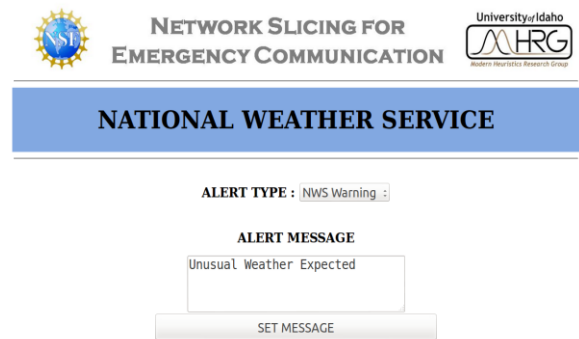 NSF
NETWORK SLICING FOR
EMERGENCY COMMUNICATION
University of Idaho
MHRG
Modern Heuristics Research Group
NATIONAL WEATHER SERVICE
ALERT TYPE : NWS Warning :
ALERT MESSAGE
Unusual Weather Expected
SET MESSAGE